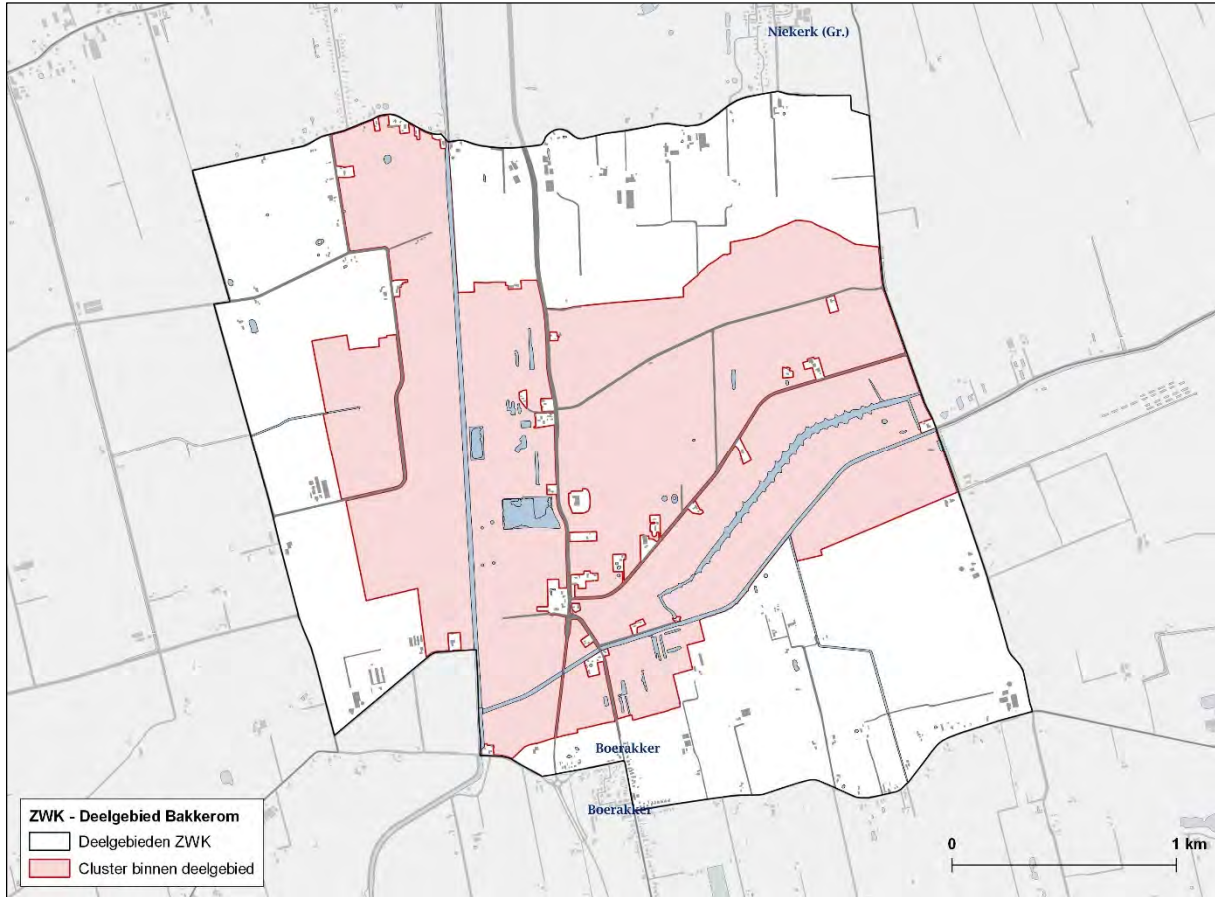 Niekerk (Gr.)
Boerakker
Boerakker
ZWK - Deelgebied Bakkerom
Deelgebieden ZWK
Cluster binnen deelgebied
0 1 km